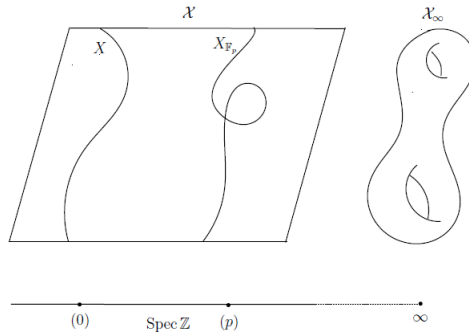 𝒳 𝒳_∞
X X_{𝔽_p}
(0) Spec ℤ (p) ∞